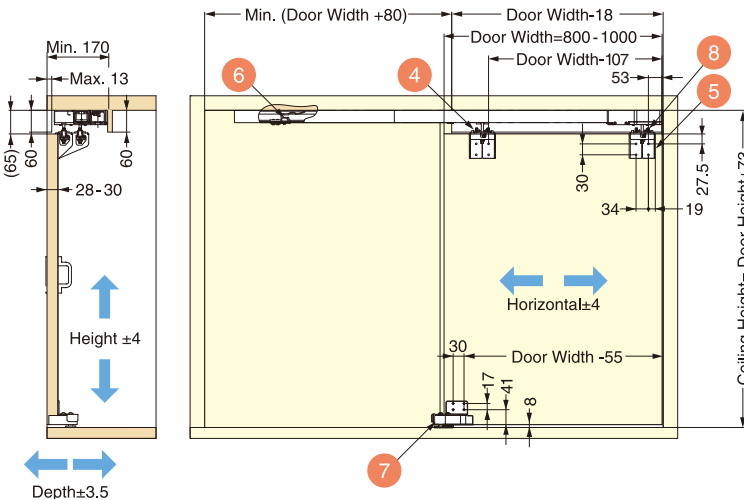 Min. (Door Width +80)
Door Width-18
Min. 170
Door Width=800 - 1000
Max. 13
Door Width-107
8
6
4
53
5
(65)
60
60
28 - 30
30
27.5
34
19
Height ±4
Horizontal±4
Ceiling Height= Door Height+73
30
Door Width -55
17
41
8
7
Depth±3.5